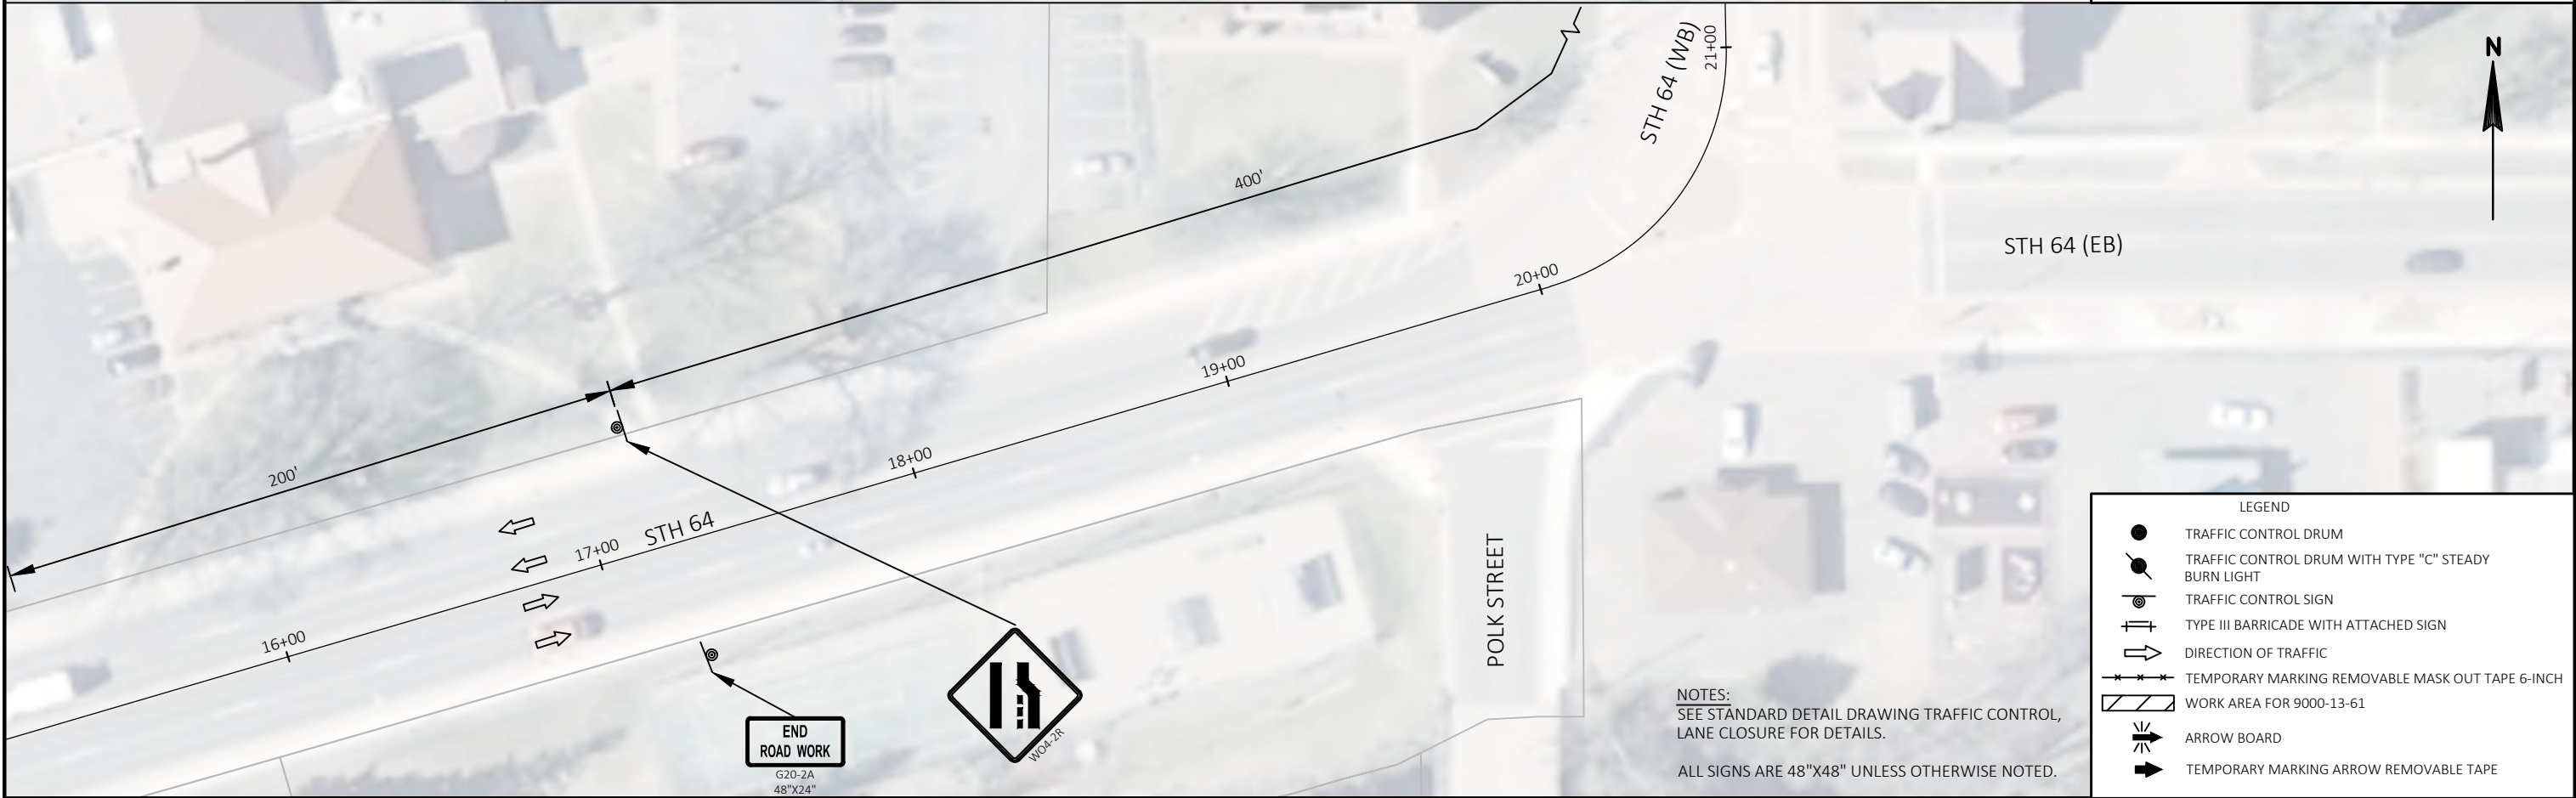 STH 64 (WB)
21+00
N
400'
STH 64 (EB)
20+00
19+00
18+00
200'
STH 64
17+00
16+00
POLK STREET
END
ROAD WORK
G20-2A
48"X24"
WO4-2R
NOTES:
SEE STANDARD DETAIL DRAWING TRAFFIC CONTROL,
LANE CLOSURE FOR DETAILS.
ALL SIGNS ARE 48"X48" UNLESS OTHERWISE NOTED.
LEGEND
TRAFFIC CONTROL DRUM
TRAFFIC CONTROL DRUM WITH TYPE "C" STEADY
BURN LIGHT
TRAFFIC CONTROL SIGN
TYPE III BARRICADE WITH ATTACHED SIGN
DIRECTION OF TRAFFIC
TEMPORARY MARKING REMOVABLE MASK OUT TAPE 6-INCH
WORK AREA FOR 9000-13-61
ARROW BOARD
TEMPORARY MARKING ARROW REMOVABLE TAPE